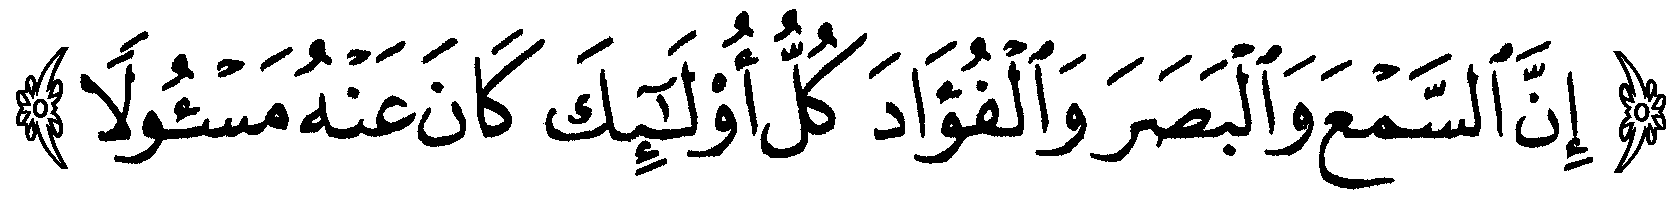 ﴿ إِنَّ ٱلسَّمْعَ وَٱلْبَصَرَ وَٱلْفُؤَادَ كُلُّ أُوْلَـٰٓئِكَ كَانَ عَنْهُ مَسْـُٔولًا ﴾